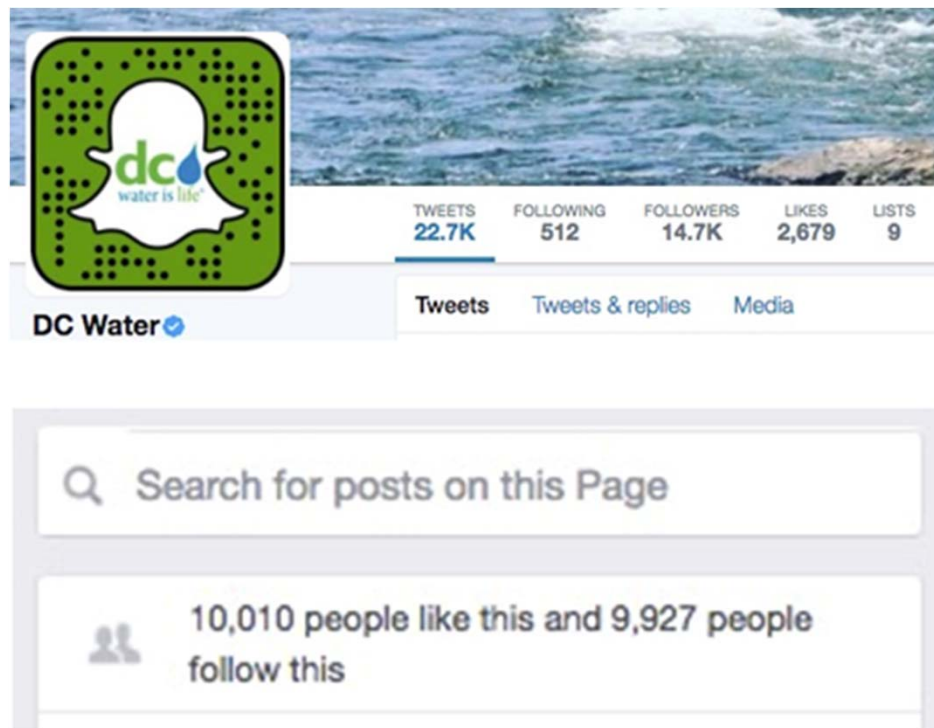 dc
water is life®
TWEETS FOLLOWING FOLLOWERS LIKES LISTS
22.7K 512 14.7K 2,679 9
Tweets Tweets & replies Media
DC Water
Search for posts on this Page
10,010 people like this and 9,927 people
follow this